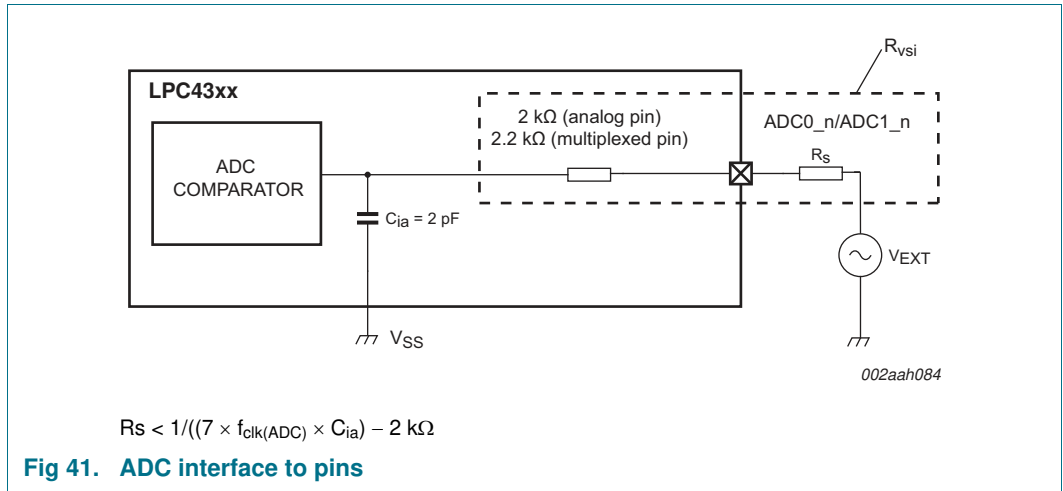 R_vsi
LPC43xx
2 kΩ (analog pin)
2.2 kΩ (multiplexed pin)
ADC0_n/ADC1_n
ADC
COMPARATOR
R_s
C_ia = 2 pF
V_EXT
V_SS
002aah084
Rs < 1/((7 × f_clk(ADC) × C_ia) − 2 kΩ
Fig 41. ADC interface to pins